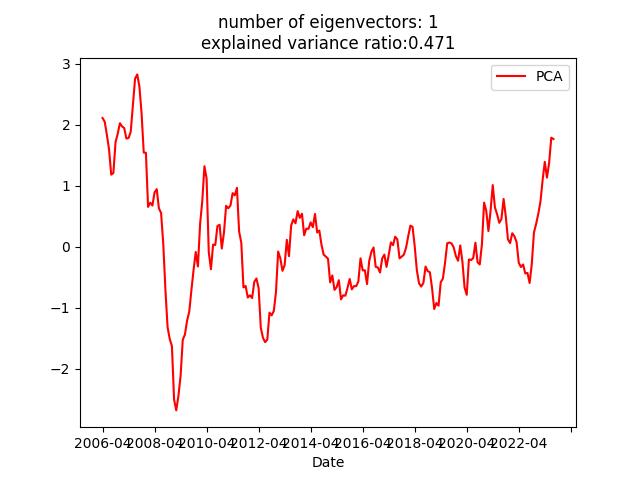 number of eigenvectors: 1
explained variance ratio:0.471
PCA
3
2
1
0
−1
−2
2006-04 2008-04 2010-04 2012-04 2014-04 2016-04 2018-04 2020-04 2022-04
Date